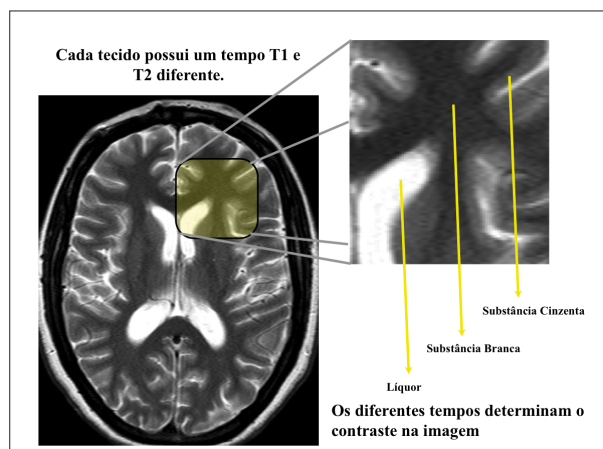 Cada tecido possui um tempo T1 e
T2 diferente.
Substância Cinzenta
Substância Branca
Líquor
Os diferentes tempos determinam o
contraste na imagem